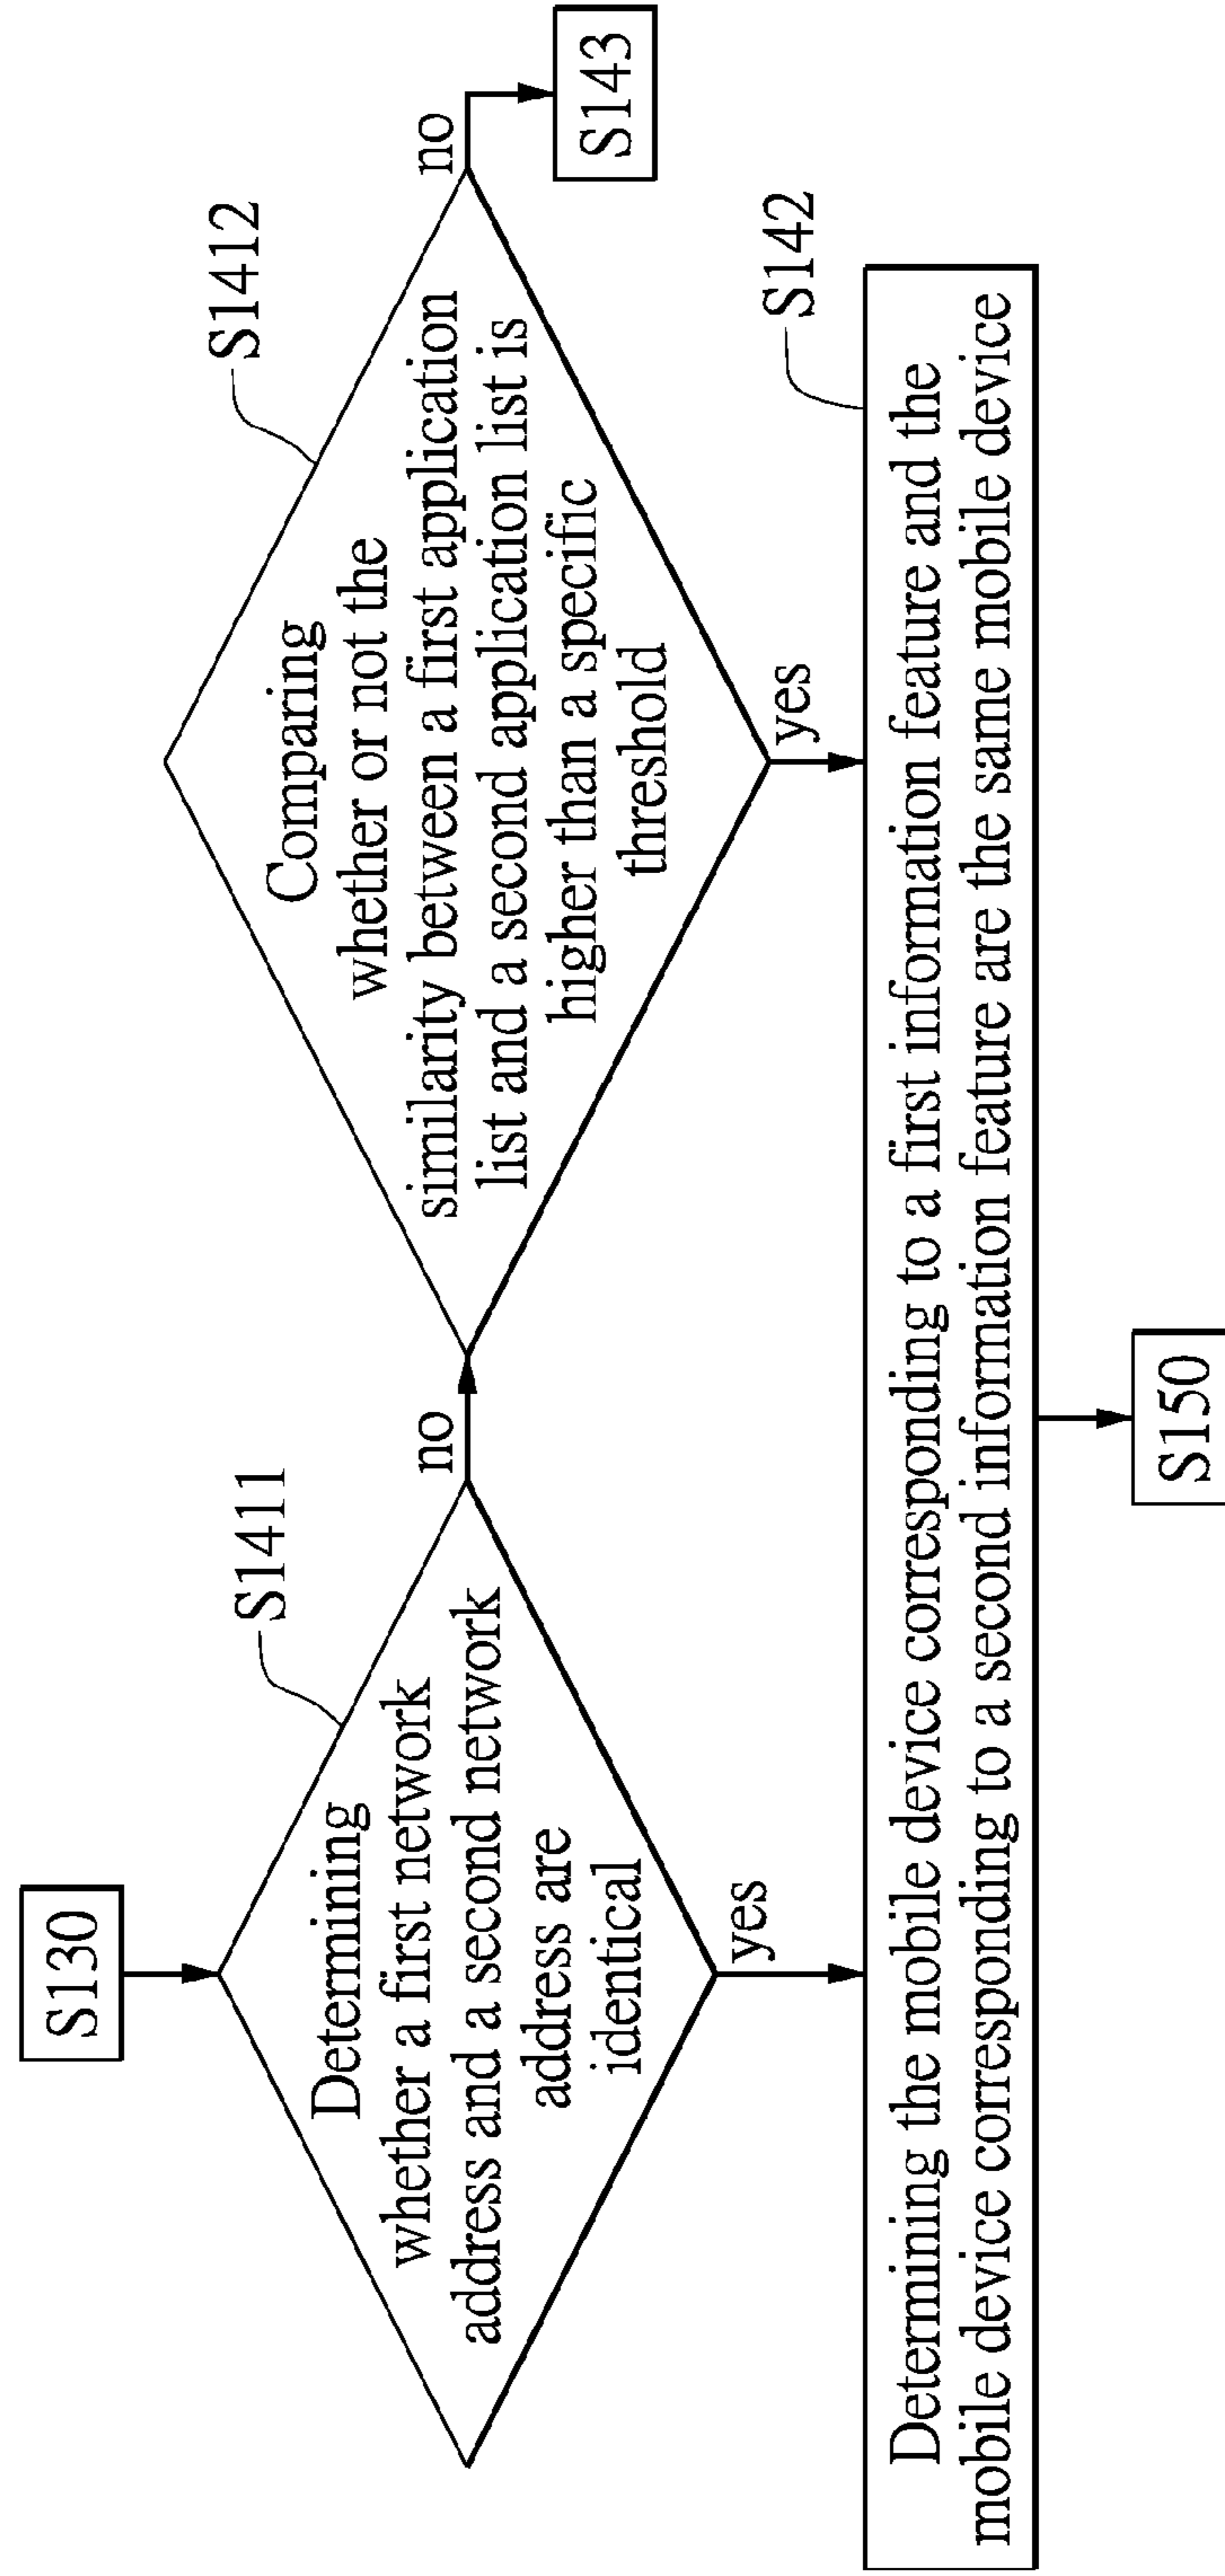 S130
S1411
Determining
whether a first network
address and a second network
address are
identical
no
yes
S1412
Comparing
whether or not the
similarity between a first application
list and a second application list is
higher than a specific
threshold
no
S143
yes
S142
Determining the mobile device corresponding to a first information feature and the
mobile device corresponding to a second information feature are the same mobile device
S150